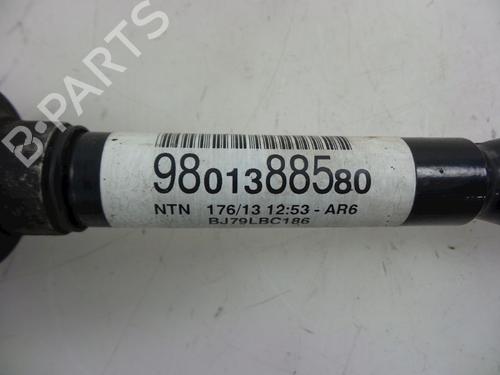 B-PARTS
9801388580
NTN 176/13 12:53 - AR6
BJ79LBC186